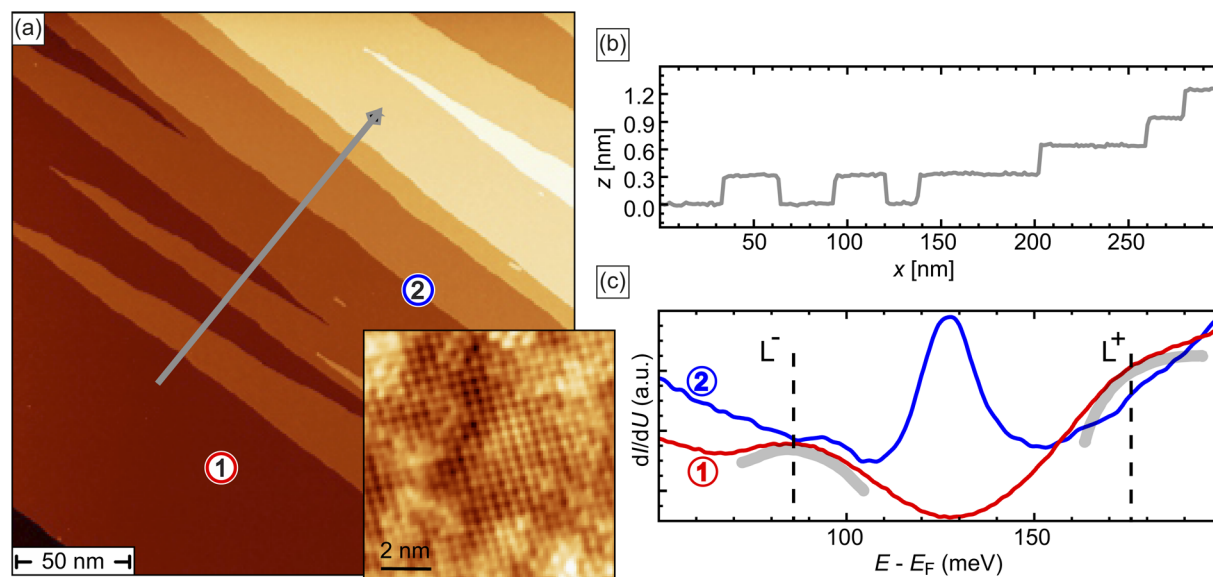 (a)
1
2
50 nm
2 nm
(b)
1.2
0.9
0.6
0.3
0.0
z [nm]
50 100 150 200 250
x [nm]
(c)
L-
L+
2
1
dI/dU (a.u.)
100 150
E - EF (meV)